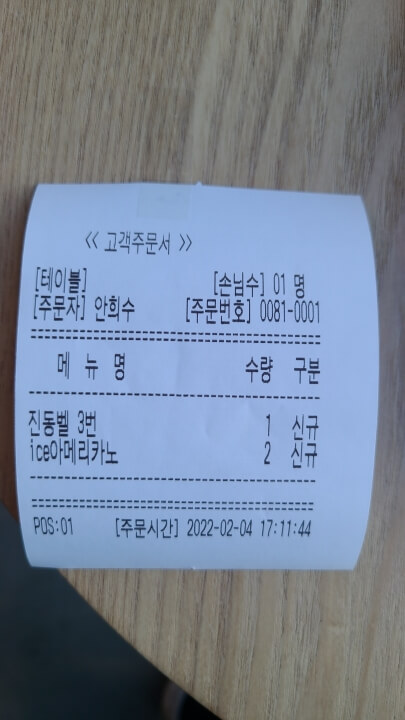 ≪ 고객주문서 ≫
[테이블] [손님수] 01 명
[주문자] 안희수 [주문번호] 0081-0001
메 뉴 명 수량 구분
진동벨 3번 1 신규
ice아메리카노 2 신규
POS:01 [주문시간] 2022-02-04 17:11:44